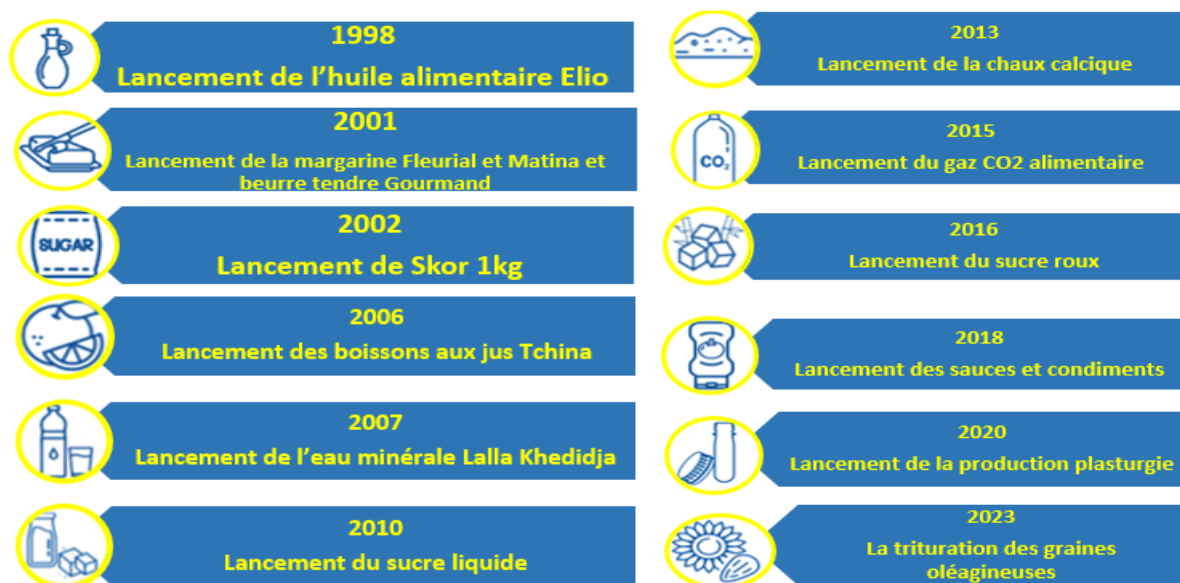 1998
Lancement de l’huile alimentaire Elio
2001
Lancement de la margarine Fleurial et Matina et
beurre tendre Gourmand
SUGAR
2002
Lancement de Skor 1kg
2006
Lancement des boissons aux jus Tchina
2007
Lancement de l’eau minérale Lalla Khedidja
2010
Lancement du sucre liquide
2013
Lancement de la chaux calcique
CO2
2015
Lancement du gaz CO2 alimentaire
2016
Lancement du sucre roux
2018
Lancement des sauces et condiments
2020
Lancement de la production plasturgie
2023
La trituration des graines
oléagineuses